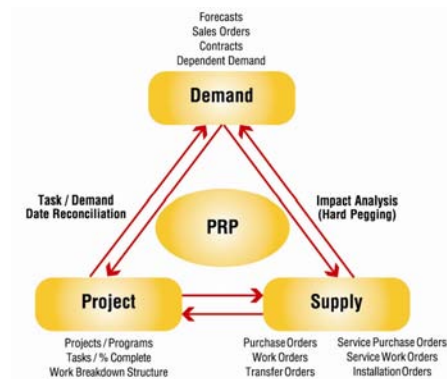 Forecasts
Sales Orders
Contracts
Dependent Demand
Demand
Task / Demand
Date Reconciliation
Impact Analysis
(Hard Pegging)
PRP
Project
Supply
Projects / Programs
Tasks / % Complete
Work Breakdown Structure
Purchase Orders
Work Orders
Transfer Orders
Service Purchase Orders
Service Work Orders
Installation Orders